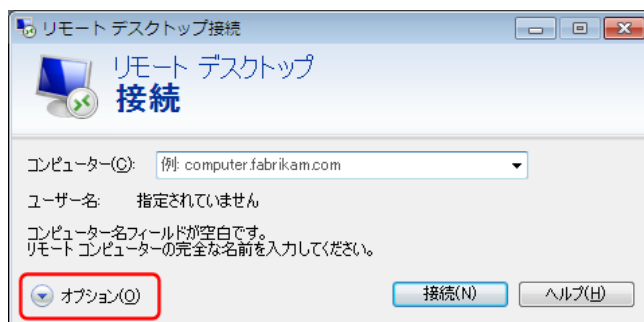 リモート デスクトップ接続
リモート デスクトップ
接続
コンピューター(C): 例: computer.fabrikam.com
ユーザー名: 指定されていません
コンピューター名フィールドが空白です。
リモート コンピューターの完全な名前を入力してください。
オプション(O) 接続(N) ヘルプ(H)